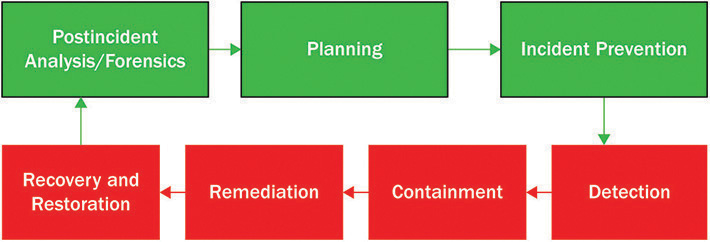 Postincident
Analysis/Forensics
Planning
Incident Prevention
Recovery and
Restoration
Remediation
Containment
Detection